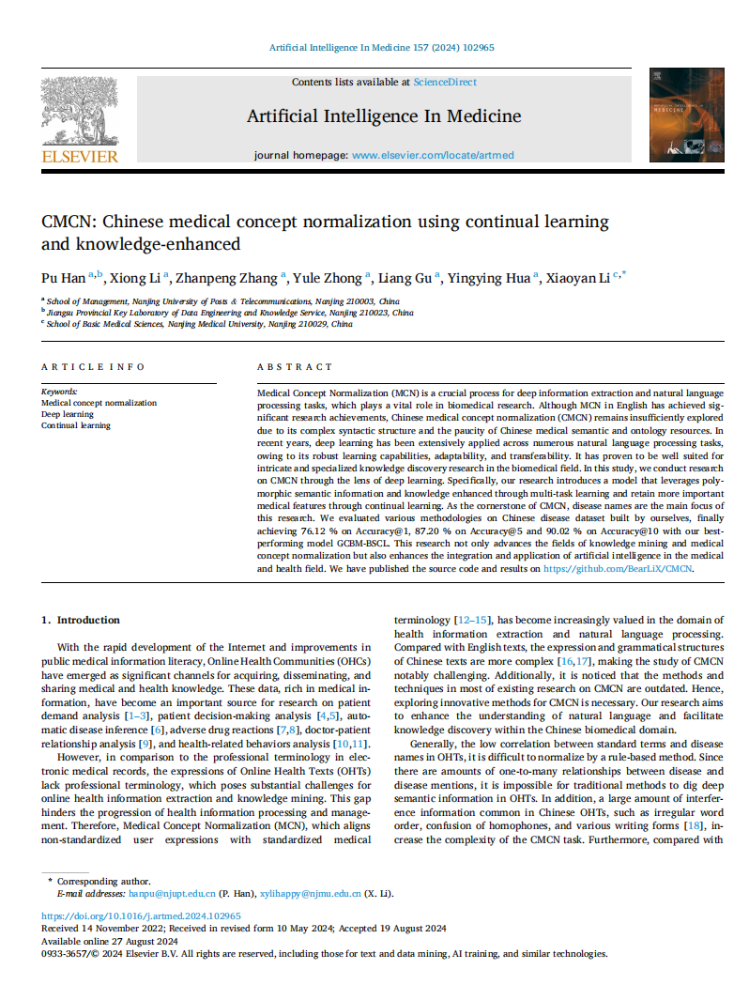 Artificial Intelligence In Medicine 157 (2024) 102965
Contents lists available at ScienceDirect
Artificial Intelligence In Medicine
journal homepage: www.elsevier.com/locate/artmed
ELSEVIER
CMCN: Chinese medical concept normalization using continual learning
and knowledge-enhanced
Pu Han a,b, Xiong Li a, Zhanpeng Zhang a, Yule Zhong a, Liang Gu a, Yingying Hua a, Xiaoyan Li c,*
a School of Management, Nanjing University of Posts & Telecommunications, Nanjing 210003, China
b Jiangsu Provincial Key Laboratory of Data Engineering and Knowledge Service, Nanjing 210023, China
c School of Basic Medical Sciences, Nanjing Medical University, Nanjing 210029, China
ARTICLE INFO
Keywords:
Medical concept normalization
Deep learning
Continual learning
ABSTRACT
Medical Concept Normalization (MCN) is a crucial process for deep information extraction and natural language
processing tasks, which plays a vital role in biomedical research. Although MCN in English has achieved sig-
nificant research achievements, Chinese medical concept normalization (CMCN) remains insufficiently explored
due to its complex syntactic structure and the paucity of Chinese medical semantic and ontology resources. In
recent years, deep learning has been extensively applied across numerous natural language processing tasks,
owing to its robust learning capabilities, adaptability, and transferability. It has proven to be well suited for
intricate and specialized knowledge discovery research in the biomedical field. In this study, we conduct research
on CMCN through the lens of deep learning. Specifically, our research introduces a model that leverages poly-
morphic semantic information and knowledge enhanced through multi-task learning and retain more important
medical features through continual learning. As the cornerstone of CMCN, disease names are the main focus of
this research. We evaluated various methodologies on Chinese disease dataset built by ourselves, finally
achieving 76.12 % on Accuracy@1, 87.20 % on Accuracy@5 and 90.02 % on Accuracy@10 with our best-
performing model GCBM-BSCL. This research not only advances the fields of knowledge mining and medical
concept normalization but also enhances the integration and application of artificial intelligence in the medical
and health field. We have published the source code and results on https://github.com/BearLiX/CMCN.
1. Introduction
With the rapid development of the Internet and improvements in
public medical information literacy, Online Health Communities (OHCs)
have emerged as significant channels for acquiring, disseminating, and
sharing medical and health knowledge. These data, rich in medical in-
formation, have become an important source for research on patient
demand analysis [1–3], patient decision-making analysis [4,5], auto-
matic disease inference [6], adverse drug reactions [7,8], doctor-patient
relationship analysis [9], and health-related behaviors analysis [10,11].
However, in comparison to the professional terminology in elec-
tronic medical records, the expressions of Online Health Texts (OHTs)
lack professional terminology, which poses substantial challenges for
online health information extraction and knowledge mining. This gap
hinders the progression of health information processing and manage-
ment. Therefore, Medical Concept Normalization (MCN), which aligns
non-standardized user expressions with standardized medical
terminology [12–15], has become increasingly valued in the domain of
health information extraction and natural language processing.
Compared with English texts, the expression and grammatical structures
of Chinese texts are more complex [16,17], making the study of CMCN
notably challenging. Additionally, it is noticed that the methods and
techniques in most of existing research on CMCN are outdated. Hence,
exploring innovative methods for CMCN is necessary. Our research aims
to enhance the understanding of natural language and facilitate
knowledge discovery within the Chinese biomedical domain.
Generally, the low correlation between standard terms and disease
names in OHTs, it is difficult to normalize by a rule-based method. Since
there are amounts of one-to-many relationships between disease and
disease mentions, it is impossible for traditional methods to dig deep
semantic information in OHTs. In addition, a large amount of interfer-
ence information common in Chinese OHTs, such as irregular word
order, confusion of homophones, and various writing forms [18], in-
crease the complexity of the CMCN task. Furthermore, compared with
* Corresponding author.
E-mail addresses: hanpu@njupt.edu.cn (P. Han), xylihappy@njmu.edu.cn (X. Li).
https://doi.org/10.1016/j.artmed.2024.102965
Received 14 November 2022; Received in revised form 10 May 2024; Accepted 19 August 2024
Available online 27 August 2024
0933-3657/© 2024 Elsevier B.V. All rights are reserved, including those for text and data mining, AI training, and similar technologies.